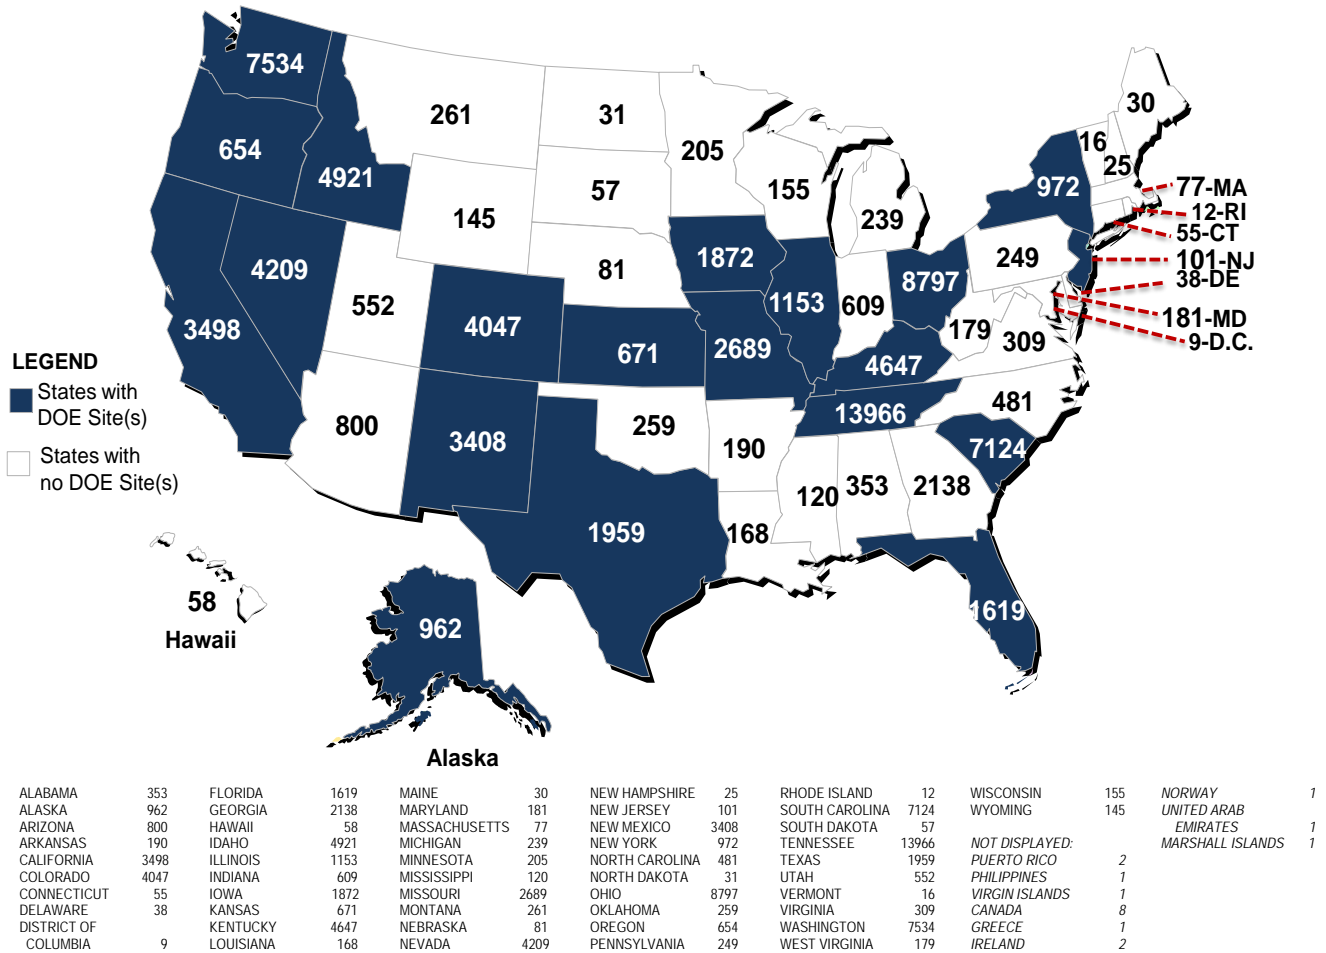 7534
261
31
30
654
4921
205
16
25
145
57
155
239
972
77-MA
12-RI
55-CT
101-NJ
38-DE
181-MD
9-D.C.
4209
552
81
1872
1153
609
8797
249
179
309
3498
4047
671
2689
4647
13966
481
7124
LEGEND
States with
DOE Site(s)
States with
no DOE Site(s)
800
3408
259
190
120
353
2138
1959
168
1619
58
Hawaii
962
Alaska
ALABAMA 353 FLORIDA 1619 MAINE 30 NEW HAMPSHIRE 25 RHODE ISLAND 12 WISCONSIN 155 NORWAY 1
ALASKA 962 GEORGIA 2138 MARYLAND 181 NEW JERSEY 101 SOUTH CAROLINA 7124 WYOMING 145 UNITED ARAB
ARIZONA 800 HAWAII 58 MASSACHUSETTS 77 NEW MEXICO 3408 SOUTH DAKOTA 57 EMIRATES 1
ARKANSAS 190 IDAHO 4921 MICHIGAN 239 NEW YORK 972 TENNESSEE 13966 NOT DISPLAYED: MARSHALL ISLANDS 1
CALIFORNIA 3498 ILLINOIS 1153 MINNESOTA 205 NORTH CAROLINA 481 TEXAS 1959 PUERTO RICO 2
COLORADO 4047 INDIANA 609 MISSISSIPPI 120 NORTH DAKOTA 31 UTAH 552 PHILIPPINES 1
CONNECTICUT 55 IOWA 1872 MISSOURI 2689 OHIO 8797 VERMONT 16 VIRGIN ISLANDS 1
DELAWARE 38 KANSAS 671 MONTANA 261 OKLAHOMA 259 VIRGINIA 309 CANADA 8
DISTRICT OF KENTUCKY 4647 NEBRASKA 81 OREGON 654 WASHINGTON 7534 GREECE 1
COLUMBIA 9 LOUISIANA 168 NEVADA 4209 PENNSYLVANIA 249 WEST VIRGINIA 179 IRELAND 2